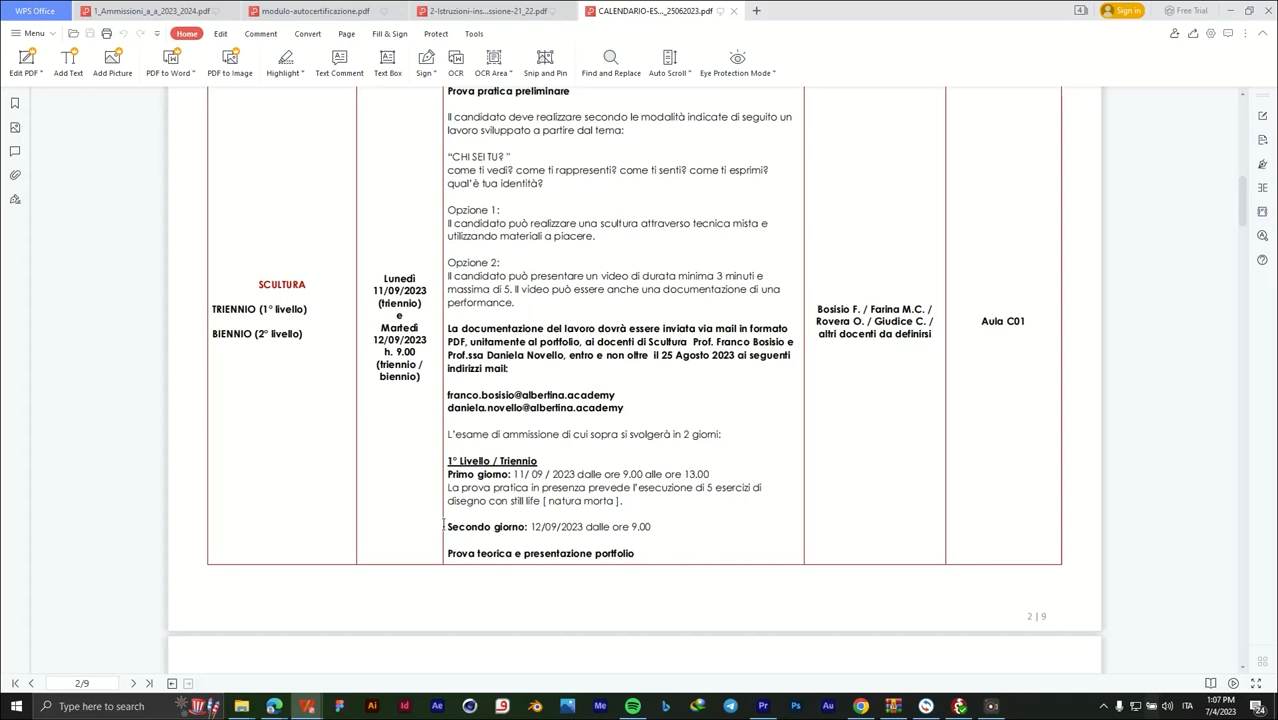 WPS Office
1_Ammissioni_a_a_2023_2024.pdf
modulo-autocertificazione.pdf
2-Istruzioni-ins...ssione-21_22.pdf
CALENDARIO-ES..._25062023.pdf
Sign in
Free Trial
Menu
Home
Edit
Comment
Convert
Page
Fill & Sign
Protect
Tools
Edit PDF
Add Text
Add Picture
PDF to Word
PDF to Image
Highlight
Text Comment
Text Box
Sign
OCR
OCR Area
Snip and Pin
Find and Replace
Auto Scroll
Eye Protection Mode
SCULTURA
TRIENNIO (1° livello)
BIENNIO (2° livello)
Lunedì
11/09/2023
(triennio)
e
Martedì
12/09/2023
h. 9.00
(triennio /
biennio)
Prova pratica preliminare
Il candidato deve realizzare secondo le modalità indicate di seguito un
lavoro sviluppato a partire dal tema:
“CHI SEI TU? ”
come ti vedi? come ti rappresenti? come ti senti? come ti esprimi?
qual’è tua identità?
Opzione 1:
Il candidato può realizzare una scultura attraverso tecnica mista e
utilizzando materiali a piacere.
Opzione 2:
Il candidato può presentare un video di durata minima 3 minuti e
massima di 5. Il video può essere anche una documentazione di una
performance.
La documentazione del lavoro dovrà essere inviata via mail in formato
PDF, unitamente al portfolio, ai docenti di Scultura Prof. Franco Bosisio e
Prof.ssa Daniela Novello, entro e non oltre il 25 Agosto 2023 ai seguenti
indirizzi mail:
franco.bosisio@albertina.academy
daniela.novello@albertina.academy
L’esame di ammissione di cui sopra si svolgerà in 2 giorni:
1° Livello / Triennio
Primo giorno: 11/ 09 / 2023 dalle ore 9.00 alle ore 13.00
La prova pratica in presenza prevede l’esecuzione di 5 esercizi di
disegno con still life [ natura morta ].
Secondo giorno: 12/09/2023 dalle ore 9.00
Prova teorica e presentazione portfolio
Bosisio F. / Farina M.C. /
Rovera O. / Giudice C. /
altri docenti da definirsi
Aula C01
2 | 9
2/9
Type here to search
Ai
Id
Ae
Me
Pr
Ps
Au
ITA
1:07 PM
7/4/2023
24